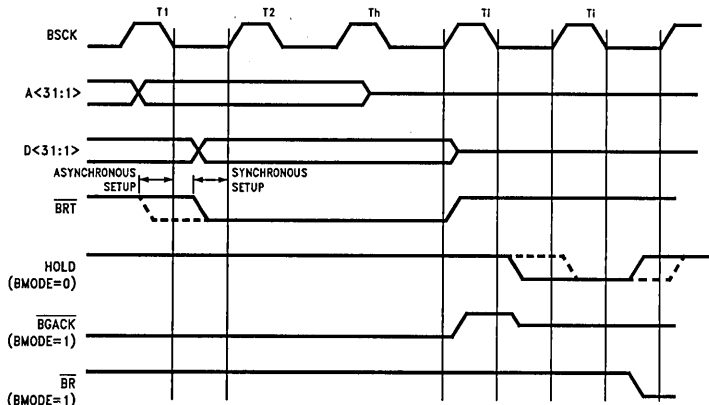 T1 T2 Th Ti Ti
BSCK
A<31:1>
D<31:1>
ASYNCHRONOUS SETUP
SYNCHRONOUS SETUP
BRT
HOLD
(BMODE=0)
BGACK
(BMODE=1)
BR
(BMODE=1)